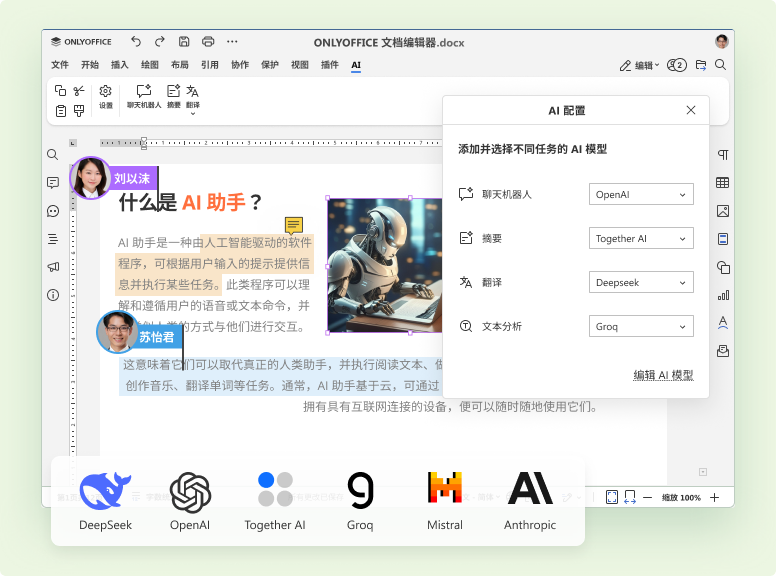 ONLYOFFICE
ONLYOFFICE 文档编辑器.docx
文件 开始 插入 绘图 布局 引用 协作 保护 视图 插件 AI
编辑 2
设置 聊天机器人 摘要 翻译
AI 配置
添加并选择不同任务的 AI 模型
聊天机器人 OpenAI
摘要 Together AI
翻译 Deepseek
文本分析 Groq
编辑 AI 模型
刘以沫
什么是 AI 助手？
AI 助手是一种由人工智能驱动的软件
程序，可根据用户输入的提示提供信
息并执行某些任务。此类程序可以理
解和遵循用户的语音或文本命令，并
人类的方式与他们进行交互。
苏怡君
这意味着它们可以取代真正的人类助手，并执行阅读文本、
创作音乐、翻译单词等任务。通常，AI 助手基于云，可通过
拥有具有互联网连接的设备，便可以随时随地使用它们。
缩放 100%
DeepSeek OpenAI Together AI Groq Mistral Anthropic